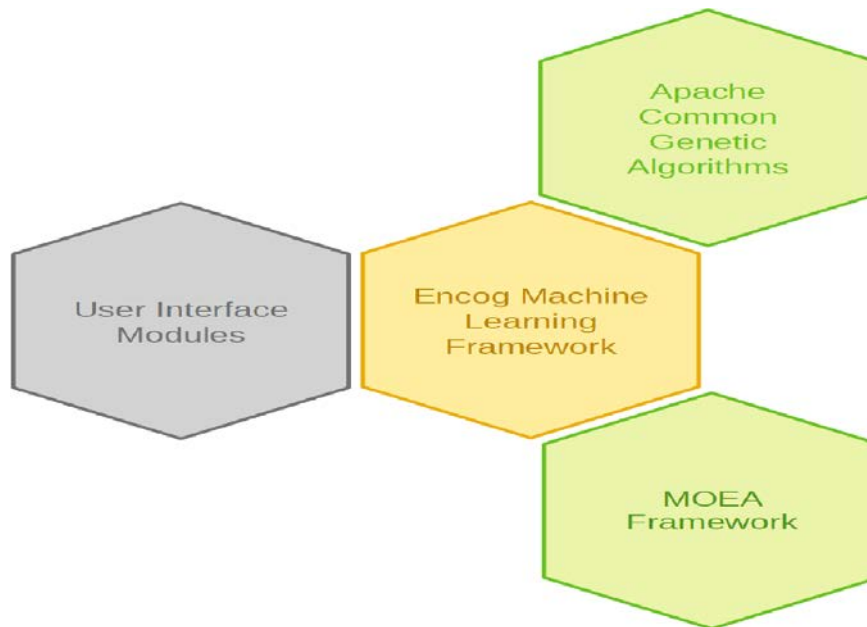 Apache
Common
Genetic
Algorithms
User Interface
Modules
Encog Machine
Learning
Framework
MOEA
Framework